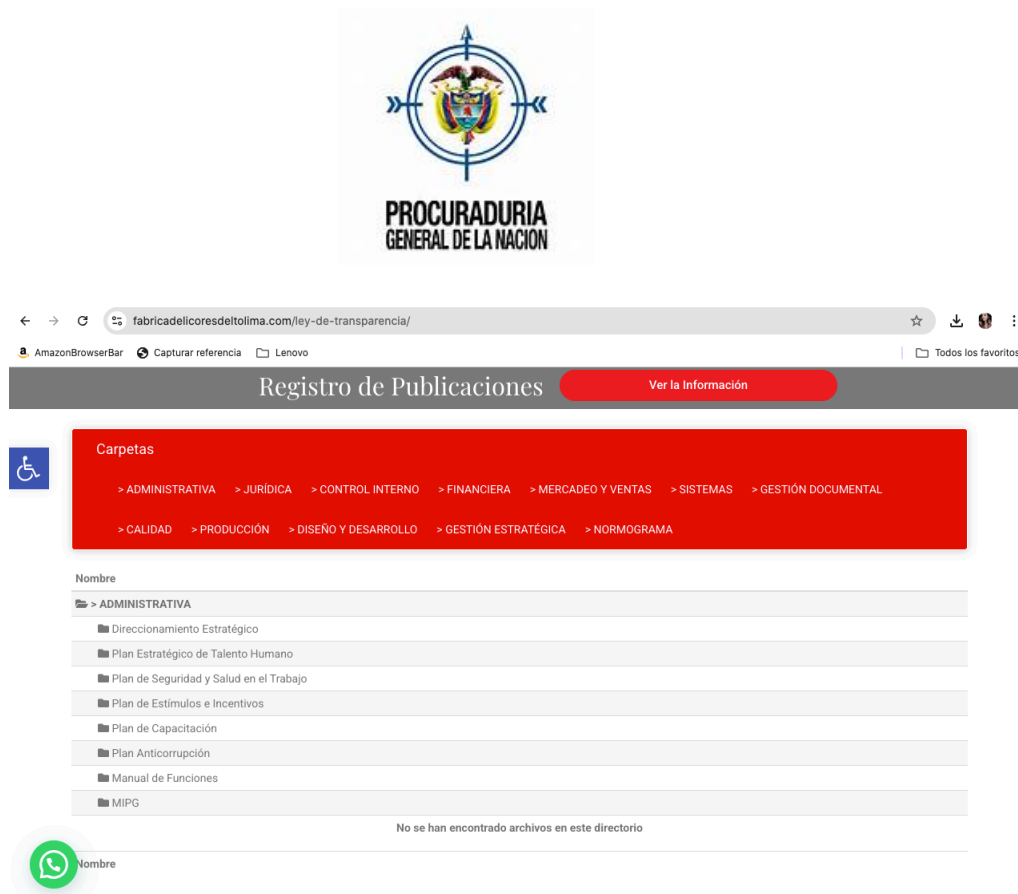 PROCURADURIA
GENERAL DE LA NACION
fabricadelicoresdeltolima.com/ley-de-transparencia/
AmazonBrowserBar Capturar referencia Lenovo Todos los favoritos
Registro de Publicaciones Ver la Información
Carpetas
> ADMINISTRATIVA > JURÍDICA > CONTROL INTERNO > FINANCIERA > MERCADEO Y VENTAS > SISTEMAS > GESTIÓN DOCUMENTAL
> CALIDAD > PRODUCCIÓN > DISEÑO Y DESARROLLO > GESTIÓN ESTRATÉGICA > NORMOGRAMA
Nombre
> ADMINISTRATIVA
Direccionamiento Estratégico
Plan Estratégico de Talento Humano
Plan de Seguridad y Salud en el Trabajo
Plan de Estímulos e Incentivos
Plan de Capacitación
Plan Anticorrupción
Manual de Funciones
MIPG
No se han encontrado archivos en este directorio
Nombre